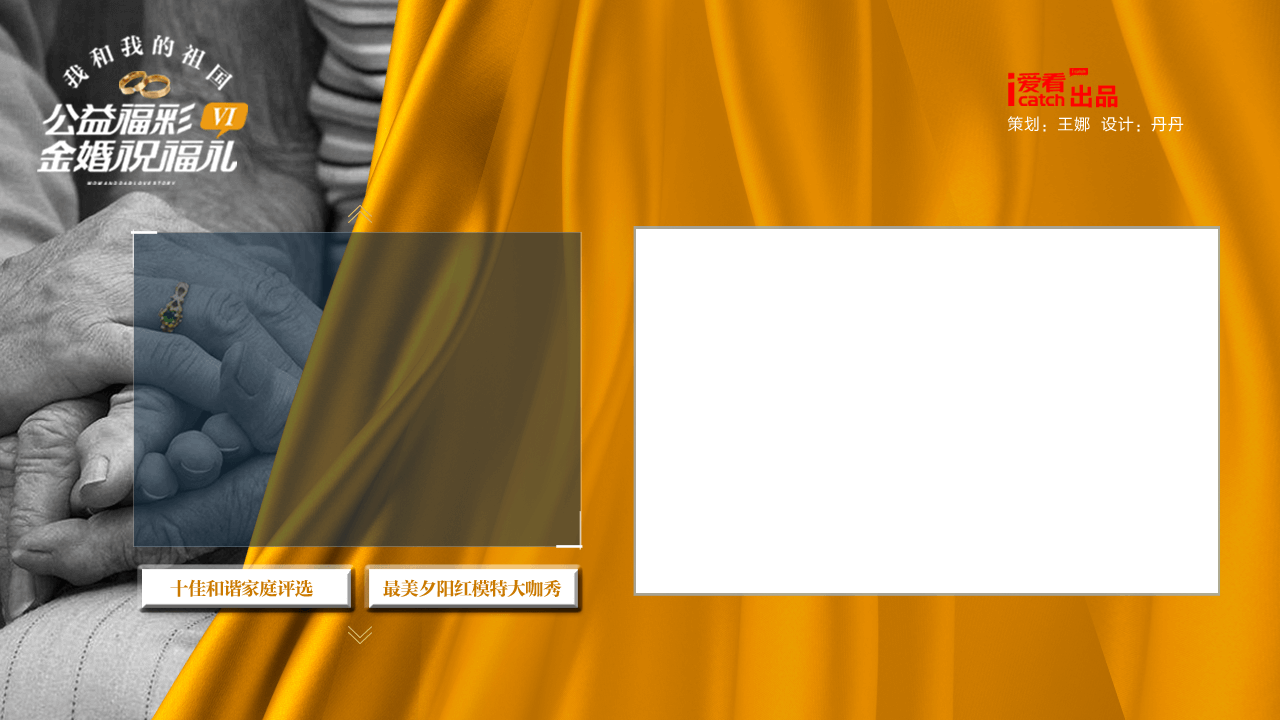 我和我的祖国
公益福彩 VI
金婚祝福礼
i爱看
catch 出品
策划：王娜 设计：丹丹
十佳和谐家庭评选
最美夕阳红模特大咖秀